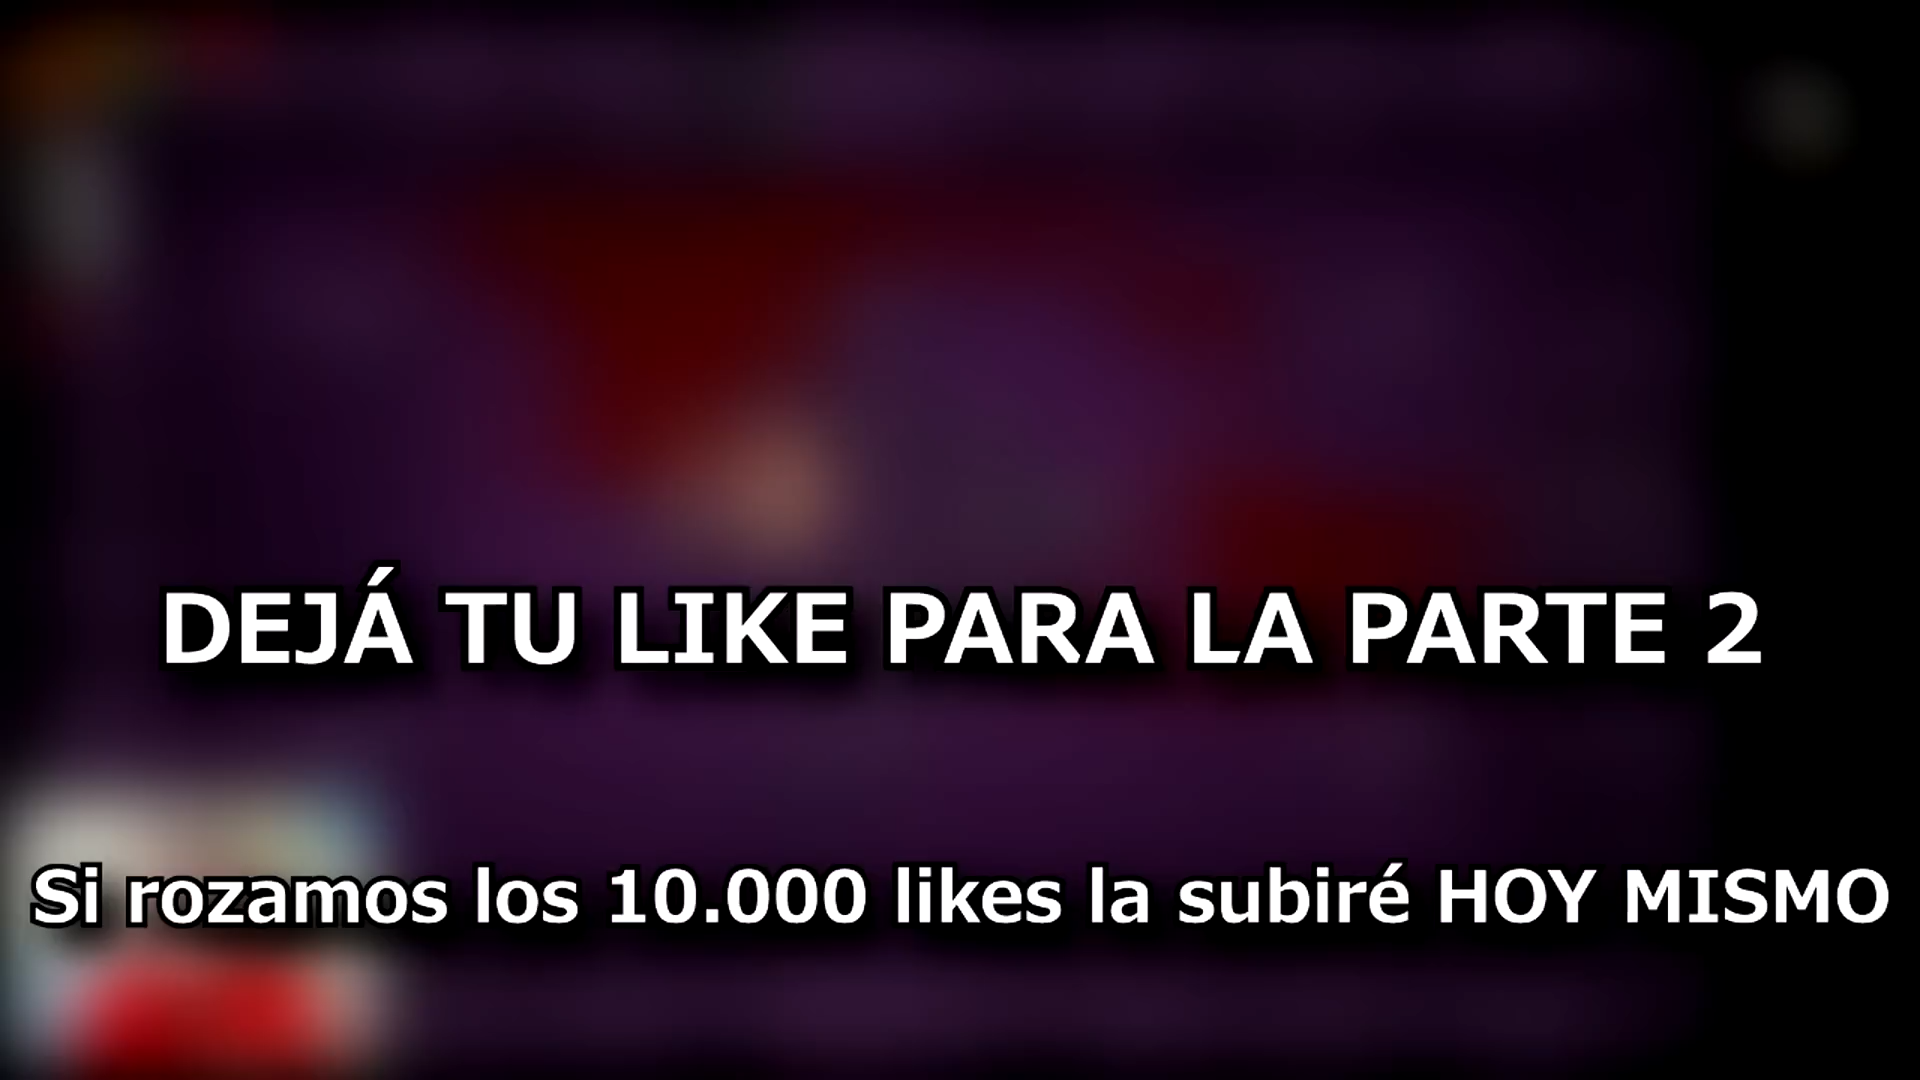 DEJÁ TU LIKE PARA LA PARTE 2
Si rozamos los 10.000 likes la subiré HOY MISMO